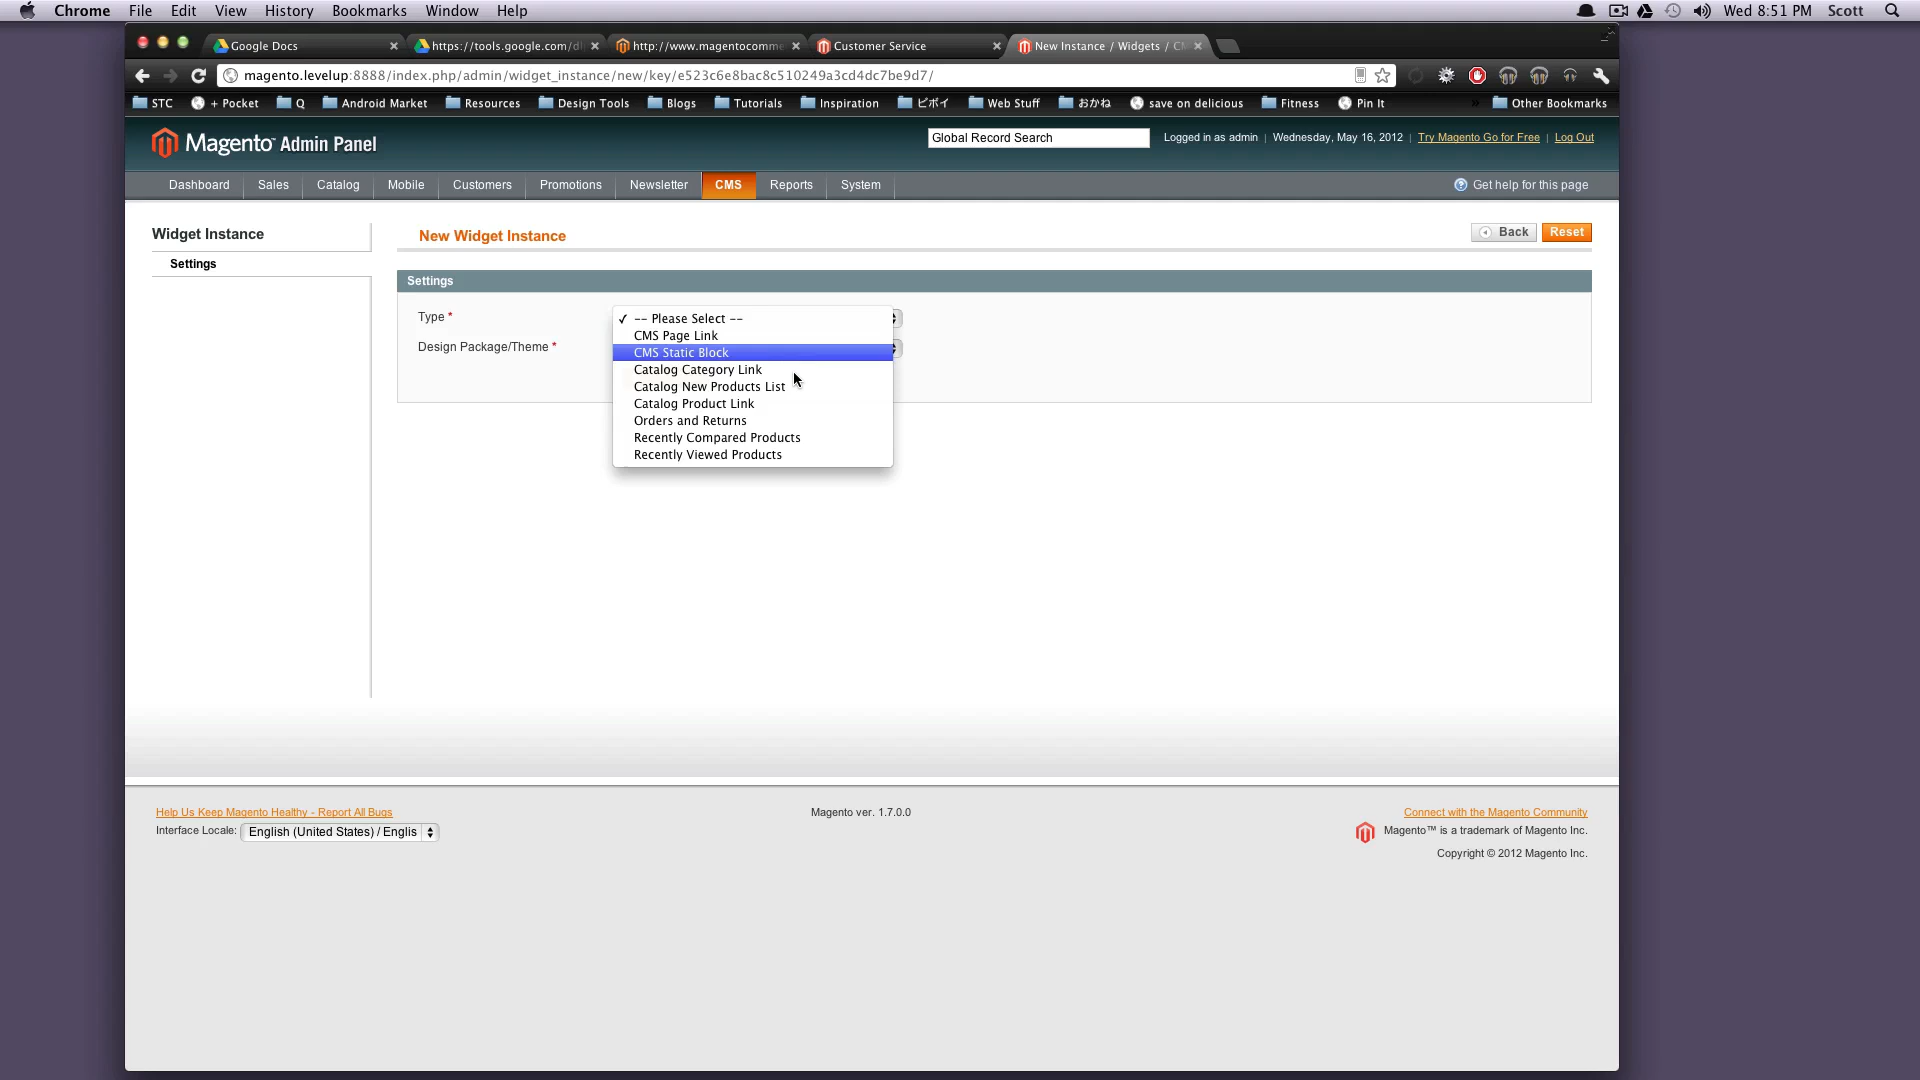 Chrome File Edit View History Bookmarks Window Help Wed 8:51 PM Scott
Google Docs https://tools.google.com/dl http://www.magentocomme Customer Service New Instance / Widgets / C
magento.levelup:8888/index.php/admin/widget_instance/new/key/e523c6e8bac8c510249a3cd4dc7be9d7/
STC + Pocket Q Android Market Resources Design Tools Blogs Tutorials Inspiration ビボイ Web Stuff おかね save on delicious Fitness Pin It » Other Bookmarks
Magento™ Admin Panel Global Record Search Logged in as admin | Wednesday, May 16, 2012 | Try Magento Go for Free | Log Out
Dashboard Sales Catalog Mobile Customers Promotions Newsletter CMS Reports System Get help for this page
Widget Instance
Settings
New Widget Instance Back Reset
Settings
Type *
Design Package/Theme *
✓ -- Please Select --
CMS Page Link
CMS Static Block
Catalog Category Link
Catalog New Products List
Catalog Product Link
Orders and Returns
Recently Compared Products
Recently Viewed Products
Help Us Keep Magento Healthy - Report All Bugs Magento ver. 1.7.0.0 Connect with the Magento Community
Interface Locale: English (United States) / Englis Magento™ is a trademark of Magento Inc.
Copyright © 2012 Magento Inc.